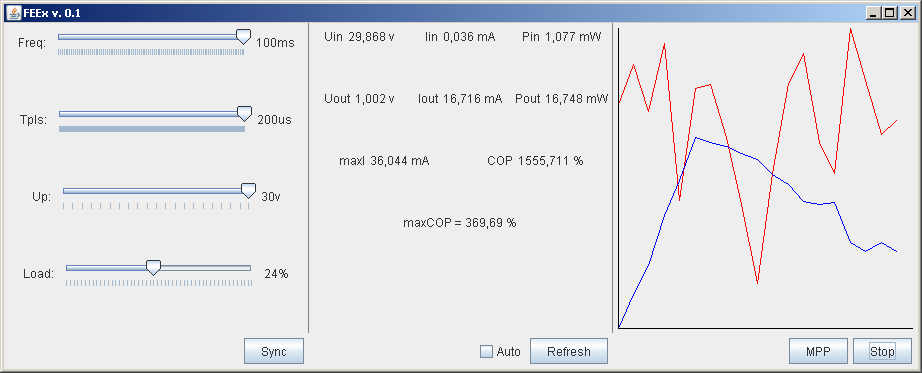 FEEx v. 0.1
Freq: 100ms
Tpls: 200us
Up: 30v
Load: 24%
Sync
Uin 29,868 v Iin 0,036 mA Pin 1,077 mW
Uout 1,002 v Iout 16,716 mA Pout 16,748 mW
maxI 36,044 mA COP 1555,711 %
maxCOP = 369,69 %
Auto Refresh
MPP Stop